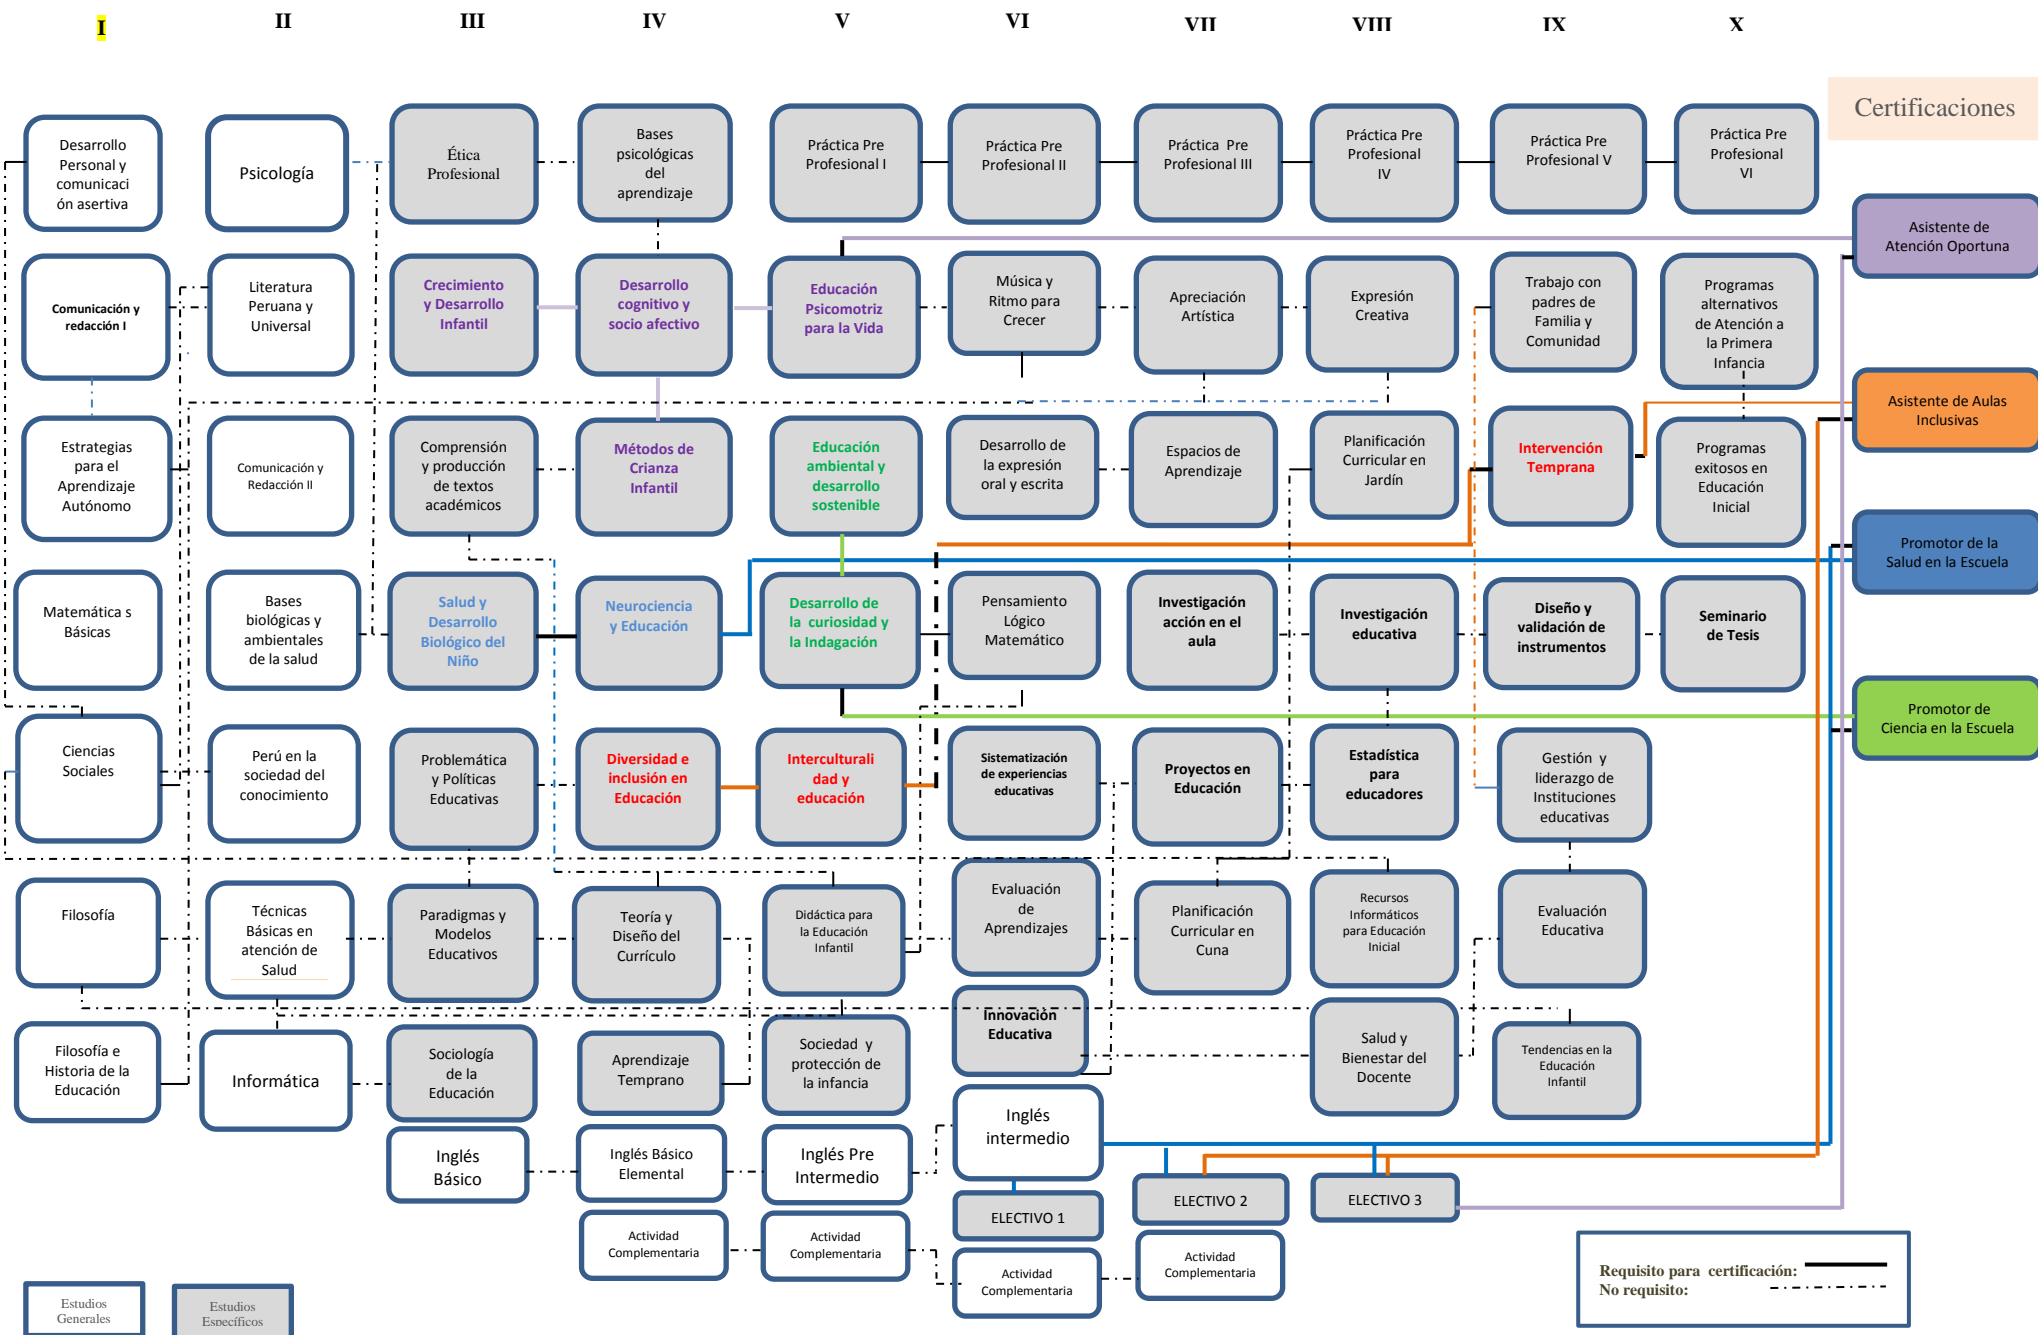 I II III IV V VI VII VIII IX X
Certificaciones
Desarrollo
Personal y
comunicaci
ón asertiva
Psicología
Ética
Profesional
Bases
psicológicas
del
aprendizaje
Práctica Pre
Profesional I
Práctica Pre
Profesional II
Práctica Pre
Profesional III
Práctica Pre
Profesional
IV
Práctica Pre
Profesional V
Práctica Pre
Profesional
VI
Asistente de
Atención Oportuna
Comunicación y
redacción I
Literatura
Peruana y
Universal
Crecimiento
y Desarrollo
Infantil
Desarrollo
cognitivo y
socio afectivo
Educación
Psicomotriz
para la Vida
Música y
Ritmo para
Crecer
Apreciación
Artística
Expresión
Creativa
Trabajo con
padres de
Familia y
Comunidad
Programas
alternativos
de Atención a
la Primera
Infancia
Asistente de Aulas
Inclusivas
Estrategias
para el
Aprendizaje
Autónomo
Comunicación y
Redacción II
Comprensión
y producción
de textos
académicos
Métodos de
Crianza
Infantil
Educación
ambiental y
desarrollo
sostenible
Desarrollo de
la expresión
oral y escrita
Espacios de
Aprendizaje
Planificación
Curricular en
Jardín
Intervención
Temprana
Programas
exitosos en
Educación
Inicial
Promotor de la
Salud en la Escuela
Matemática s
Básicas
Bases
biológicas y
ambientales
de la salud
Salud y
Desarrollo
Biológico del
Niño
Neurociencia
y Educación
Desarrollo de
la curiosidad y
la Indagación
Pensamiento
Lógico
Matemático
Investigación
acción en el
aula
Investigación
educativa
Diseño y
validación de
instrumentos
Seminario
de Tesis
Promotor de
Ciencia en la Escuela
Ciencias
Sociales
Perú en la
sociedad del
conocimiento
Problemática
y Políticas
Educativas
Diversidad e
inclusión en
Educación
Interculturali
dad y
educación
Sistematización
de experiencias
educativas
Proyectos en
Educación
Estadística
para
educadores
Gestión y
liderazgo de
Instituciones
educativas
Filosofía
Técnicas
Básicas en
atención de
Salud
Paradigmas y
Modelos
Educativos
Teoría y
Diseño del
Currículo
Didáctica para
la Educación
Infantil
Evaluación
de
Aprendizajes
Planificación
Curricular en
Cuna
Recursos
Informáticos
para Educación
Inicial
Evaluación
Educativa
Filosofía e
Historia de la
Educación
Informática
Sociología
de la
Educación
Aprendizaje
Temprano
Sociedad y
protección de
la infancia
Innovación
Educativa
Salud y
Bienestar del
Docente
Tendencias en la
Educación
Infantil
Inglés
Básico
Inglés Básico
Elemental
Inglés Pre
Intermedio
Inglés
intermedio
ELECTIVO 1
ELECTIVO 2
ELECTIVO 3
Actividad
Complementaria
Actividad
Complementaria
Actividad
Complementaria
Actividad
Complementaria
Estudios
Generales
Estudios
Específicos
Requisito para certificación:
No requisito: